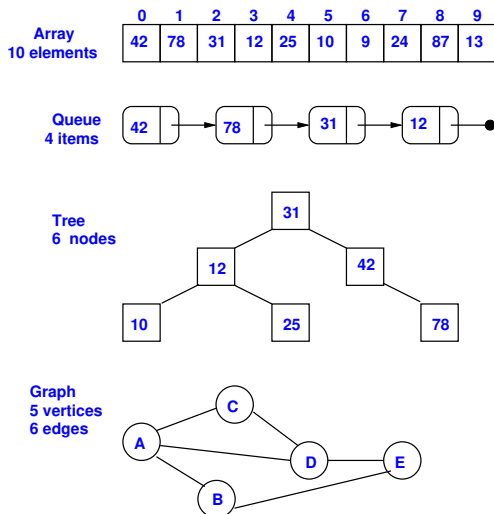 0 1 2 3 4 5 6 7 8 9
Array
10 elements
42 78 31 12 25 10 9 24 87 13
Queue
4 items
42 78 31 12
Tree
6 nodes
31
12 42
10 25 78
Graph
5 vertices
6 edges
C
A
D E
B